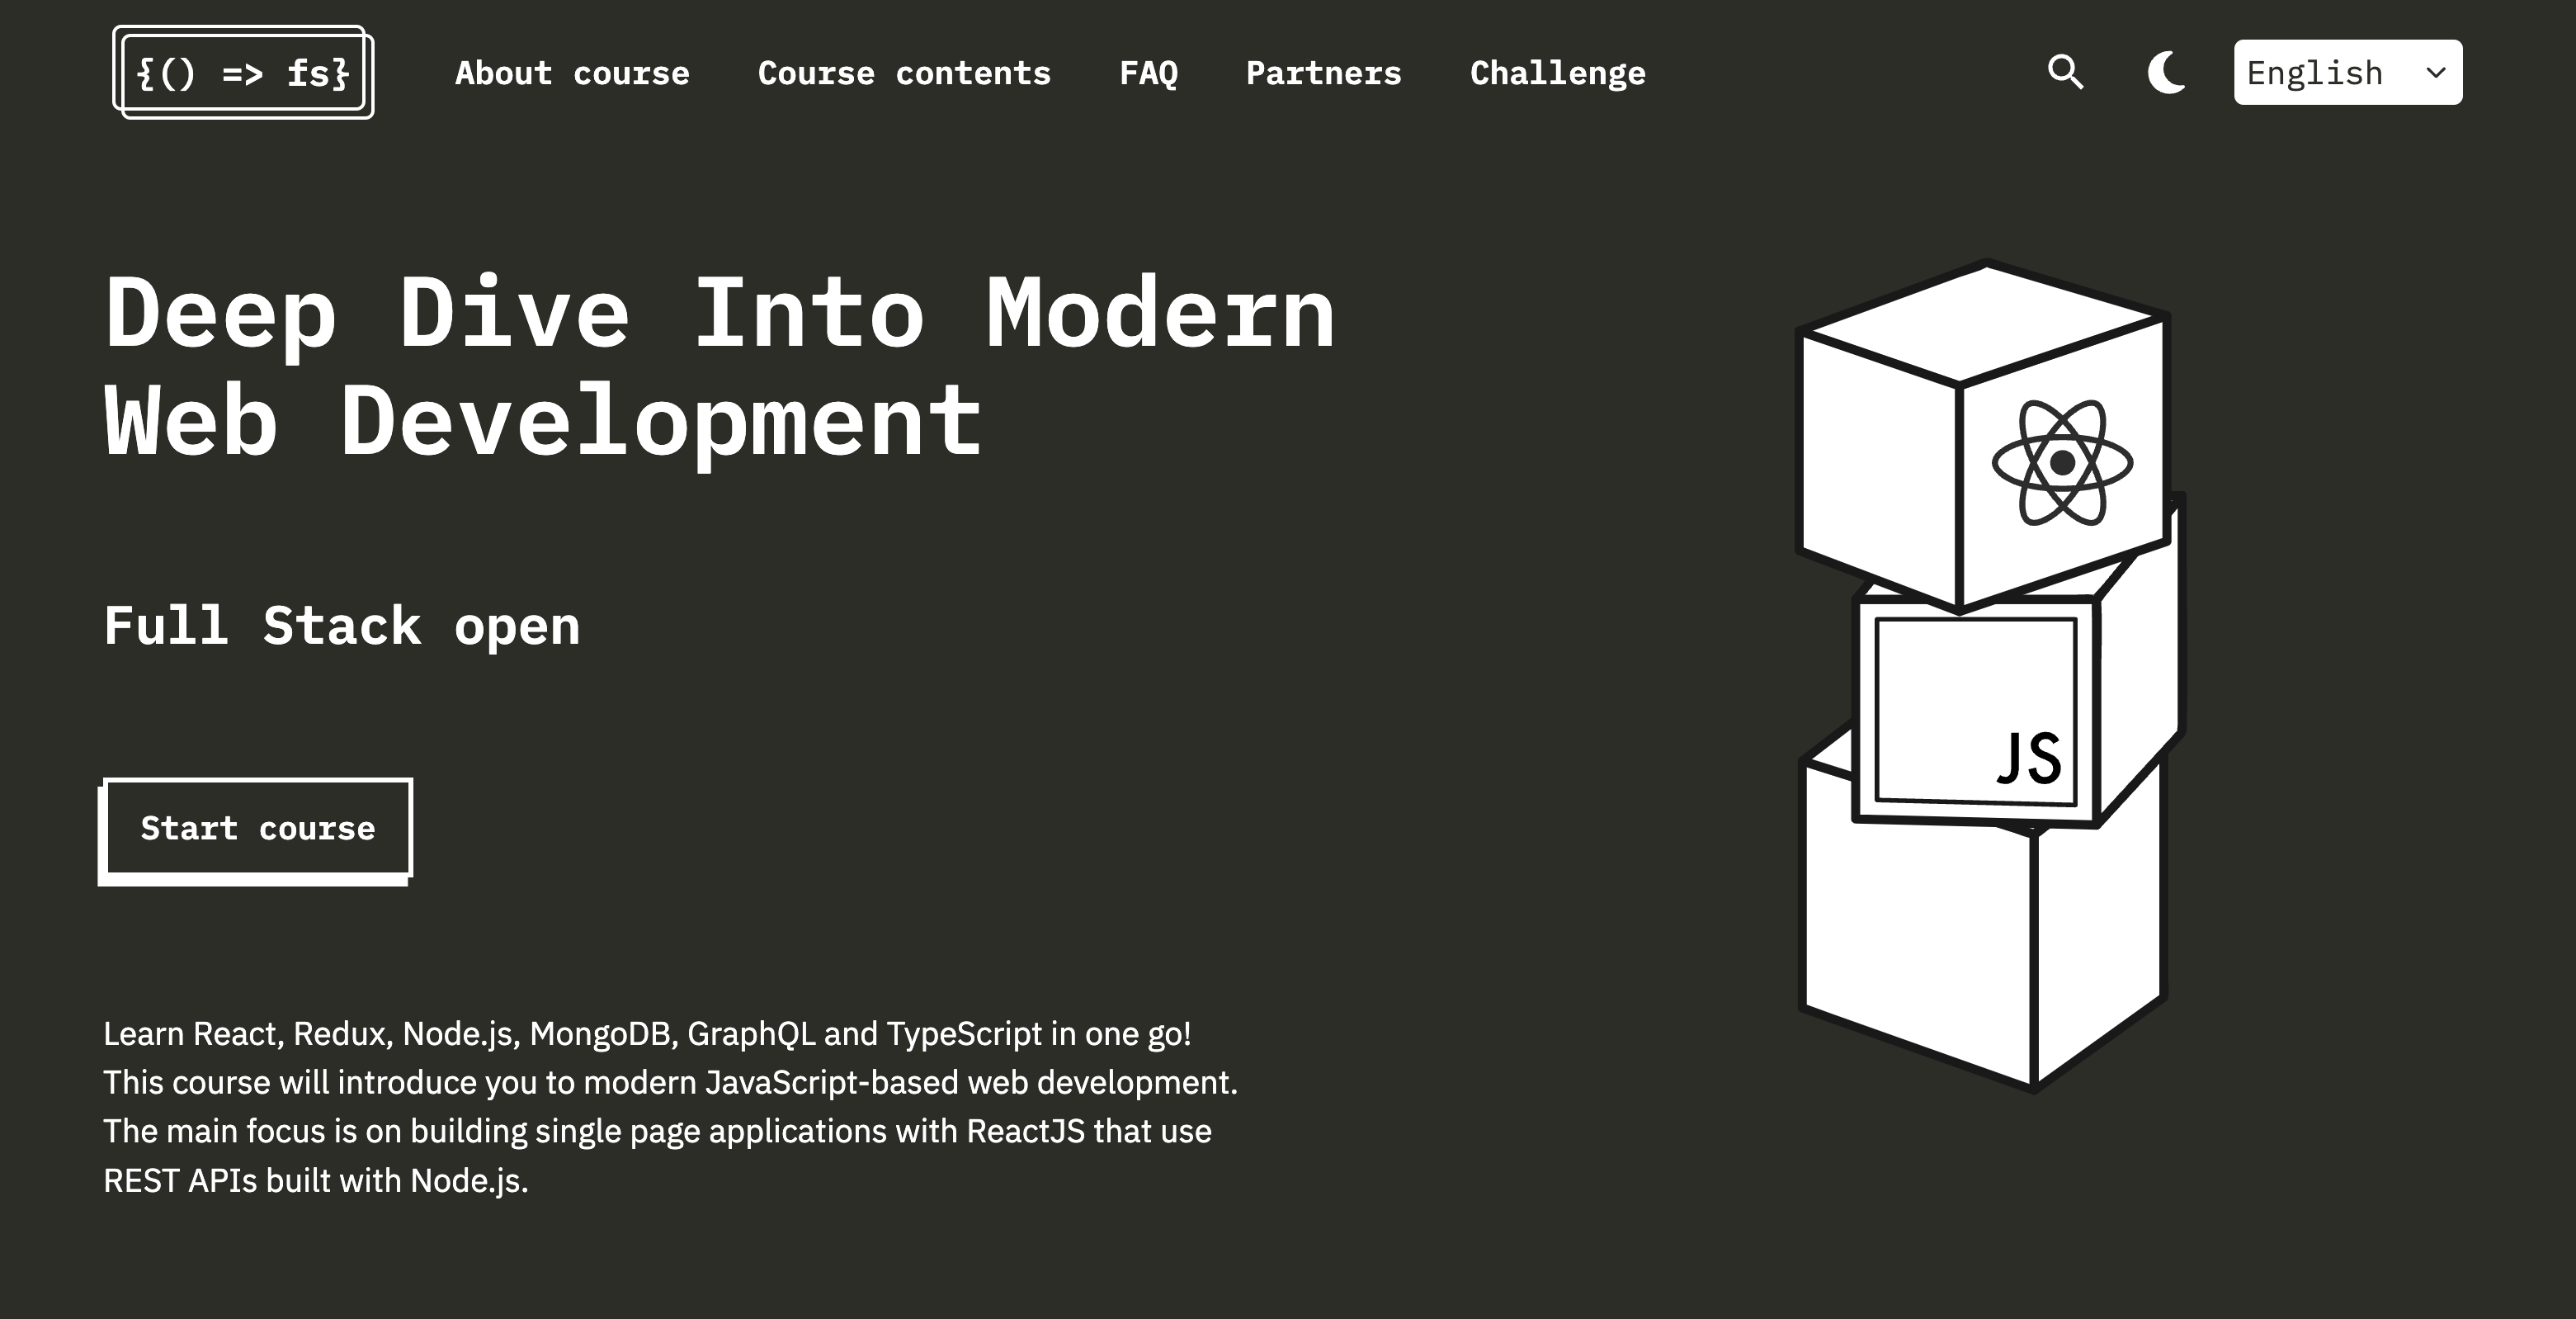 {() => fs}
About course
Course contents
FAQ
Partners
Challenge
English
Deep Dive Into Modern
Web Development
Full Stack open
Start course
Learn React, Redux, Node.js, MongoDB, GraphQL and TypeScript in one go!
This course will introduce you to modern JavaScript-based web development.
The main focus is on building single page applications with ReactJS that use
REST APIs built with Node.js.
JS